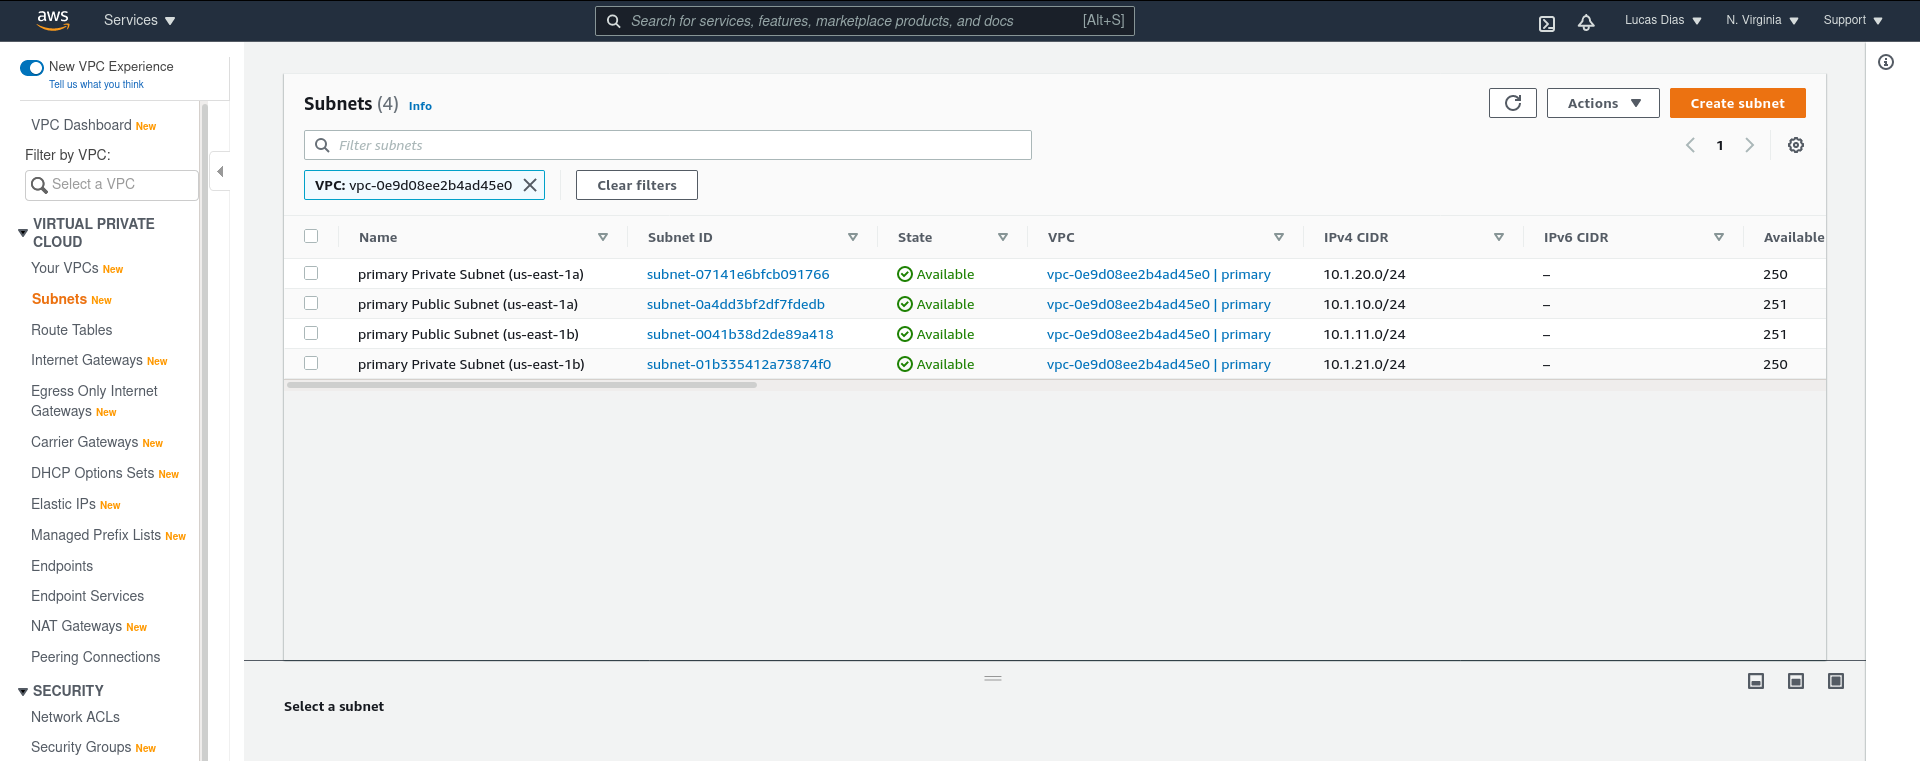 aws Services Search for services, features, marketplace products, and docs [Alt+S] Lucas Dias N. Virginia Support
New VPC Experience
Tell us what you think
VPC Dashboard New
Filter by VPC:
Select a VPC
VIRTUAL PRIVATE
CLOUD
Your VPCs New
Subnets New
Route Tables
Internet Gateways New
Egress Only Internet
Gateways New
Carrier Gateways New
DHCP Options Sets New
Elastic IPs New
Managed Prefix Lists New
Endpoints
Endpoint Services
NAT Gateways New
Peering Connections
SECURITY
Network ACLs
Security Groups New
Subnets (4) Info
Actions Create subnet
Filter subnets
1
VPC: vpc-0e9d08ee2b4ad45e0 Clear filters
Name Subnet ID State VPC IPv4 CIDR IPv6 CIDR Available
primary Private Subnet (us-east-1a) subnet-07141e6bfcb091766 Available vpc-0e9d08ee2b4ad45e0 | primary 10.1.20.0/24 – 250
primary Public Subnet (us-east-1a) subnet-0a4dd3bf2df7fdedb Available vpc-0e9d08ee2b4ad45e0 | primary 10.1.10.0/24 – 251
primary Public Subnet (us-east-1b) subnet-0041b38d2de89a418 Available vpc-0e9d08ee2b4ad45e0 | primary 10.1.11.0/24 – 251
primary Private Subnet (us-east-1b) subnet-01b335412a73874f0 Available vpc-0e9d08ee2b4ad45e0 | primary 10.1.21.0/24 – 250
Select a subnet